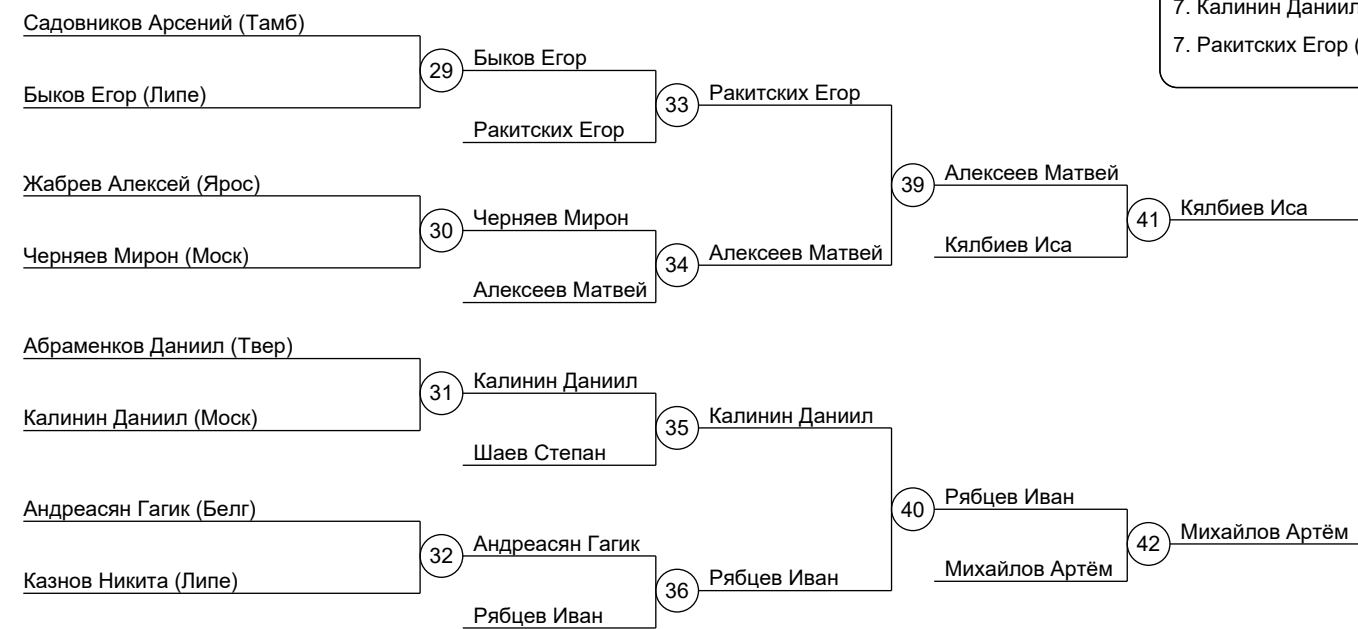 7. Калинин Даниил
7. Ракитских Егор (
Садовников Арсений (Тамб)
29
Быков Егор
Быков Егор (Липе)
33
Ракитских Егор
Ракитских Егор
Жабрев Алексей (Ярос)
30
Черняев Мирон
Черняев Мирон (Моск)
34
Алексеев Матвей
Алексеев Матвей
39
Алексеев Матвей
Кялбиев Иса
41
Кялбиев Иса
Абраменков Даниил (Твер)
31
Калинин Даниил
Калинин Даниил (Моск)
35
Калинин Даниил
Шаев Степан
Андреасян Гагик (Белг)
32
Андреасян Гагик
Казнов Никита (Липе)
36
Рябцев Иван
Рябцев Иван
40
Рябцев Иван
Михайлов Артём
42
Михайлов Артём